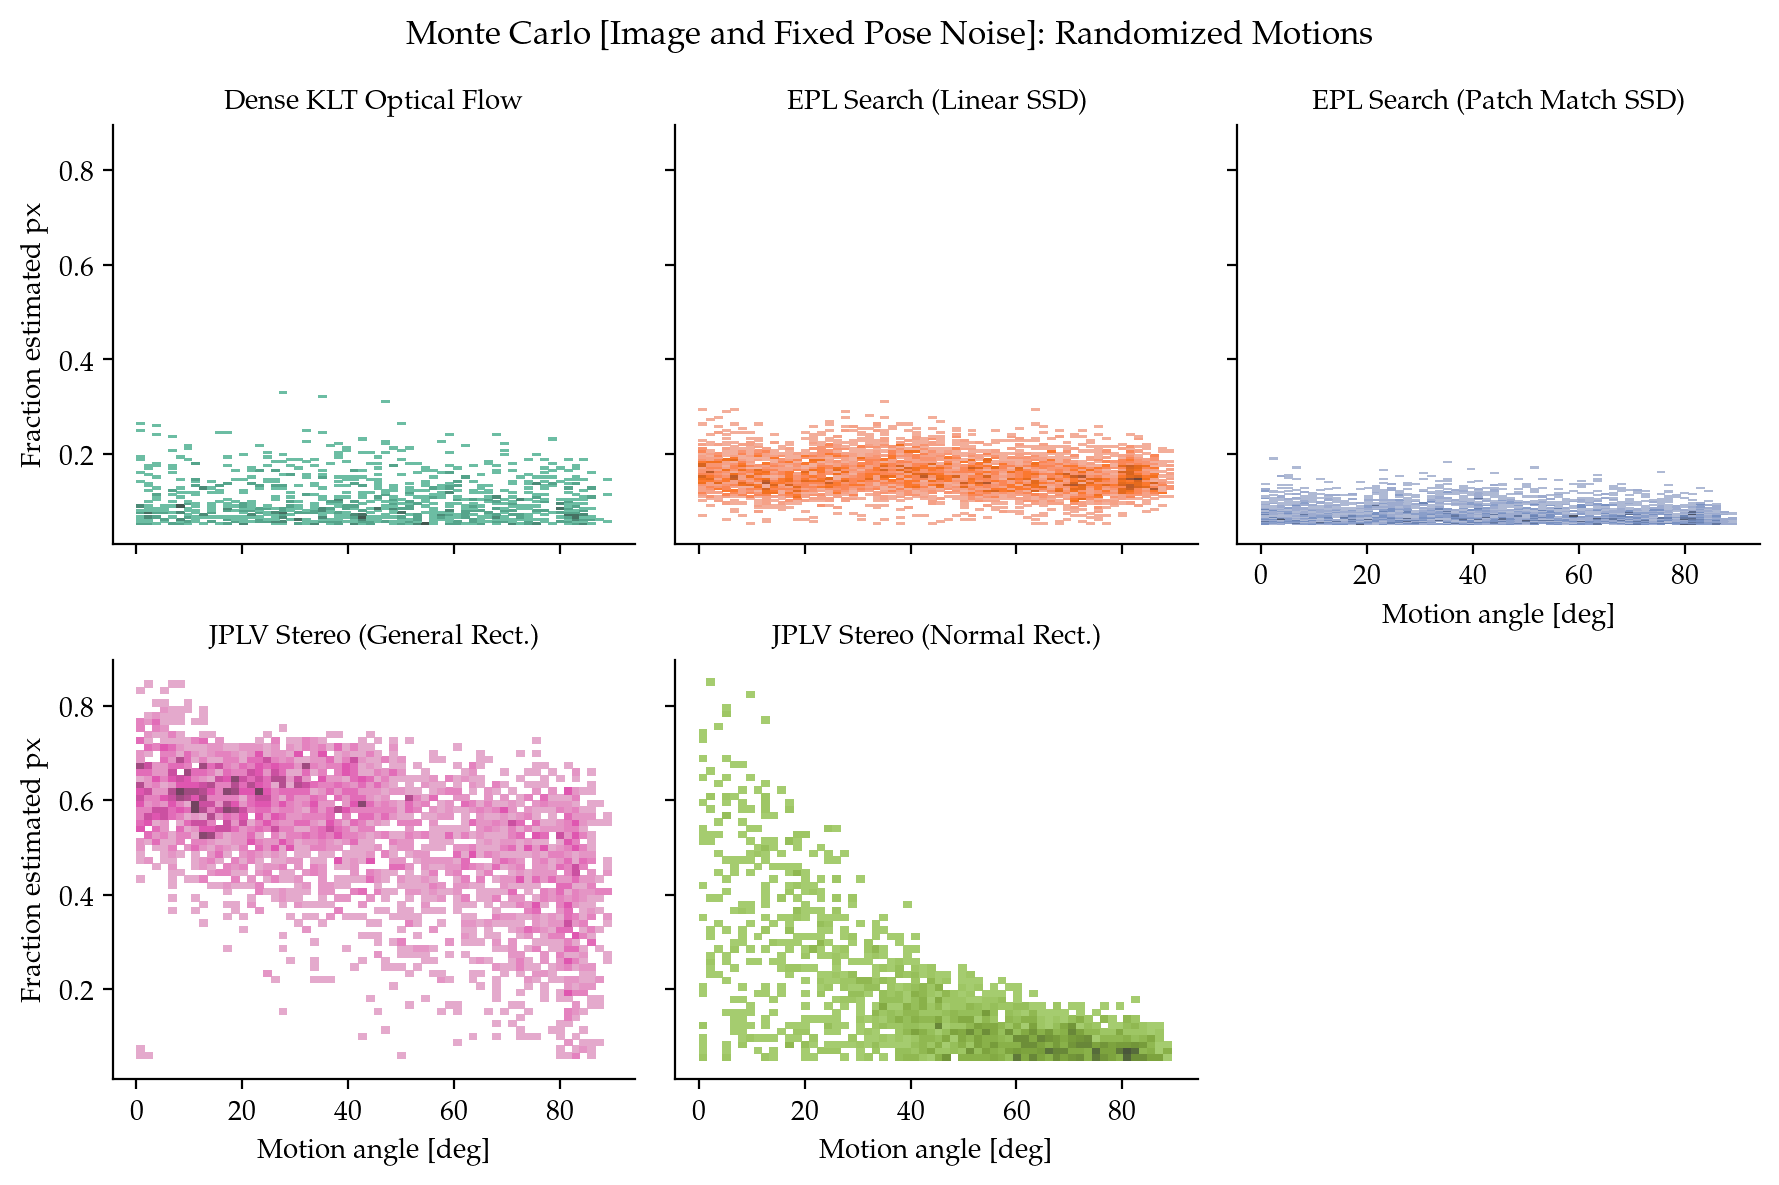 Monte Carlo [Image and Fixed Pose Noise]: Randomized Motions
Dense KLT Optical Flow
EPL Search (Linear SSD)
EPL Search (Patch Match SSD)
Fraction estimated px
0.8
0.6
0.4
0.2
0 20 40 60 80
Motion angle [deg]
JPLV Stereo (General Rect.)
JPLV Stereo (Normal Rect.)
Fraction estimated px
0.8
0.6
0.4
0.2
0 20 40 60 80
0 20 40 60 80
Motion angle [deg]
Motion angle [deg]